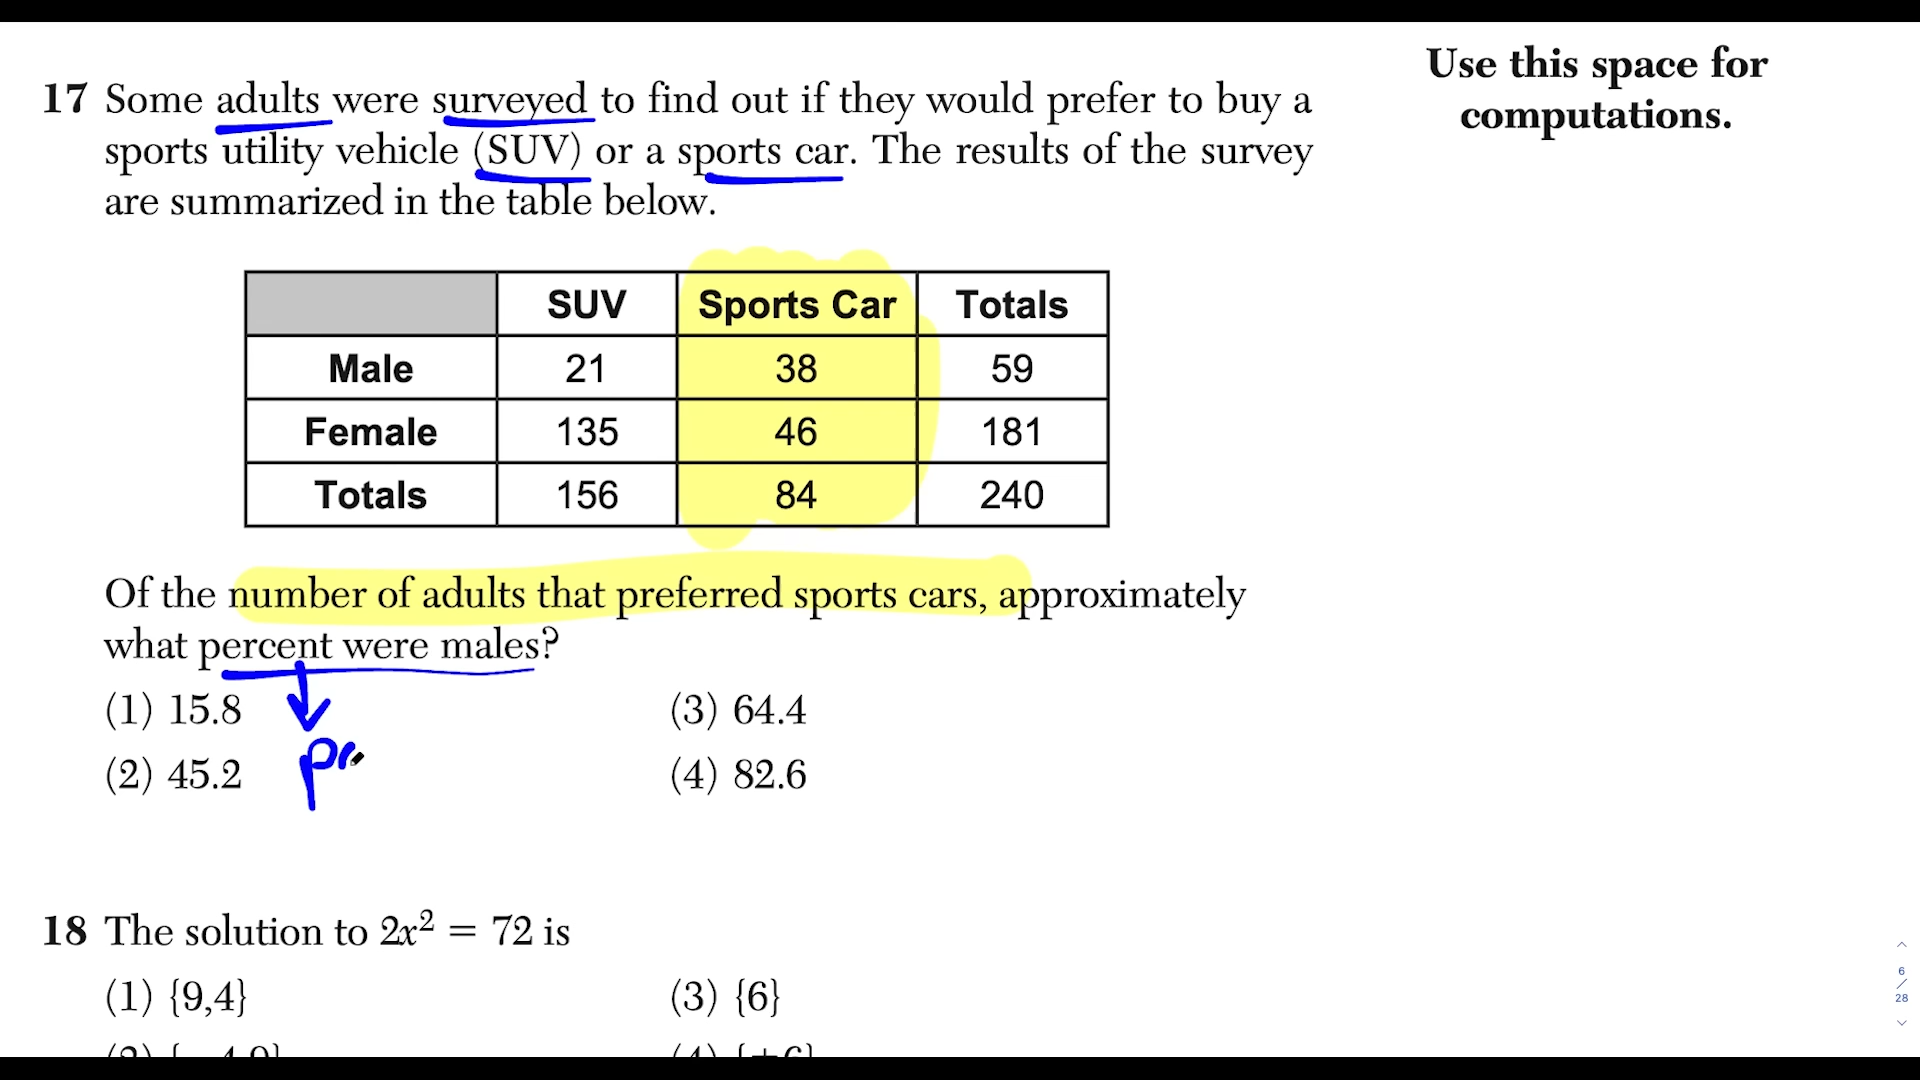 Use this space for
computations.
17 Some adults were surveyed to find out if they would prefer to buy a
sports utility vehicle (SUV) or a sports car. The results of the survey
are summarized in the table below.
SUV Sports Car Totals
Male 21 38 59
Female 135 46 181
Totals 156 84 240
Of the number of adults that preferred sports cars, approximately
what percent were males?
(1) 15.8 (3) 64.4
(2) 45.2 (4) 82.6
18 The solution to 2x² = 72 is
(1) {9,4} (3) {6}
6
/
28